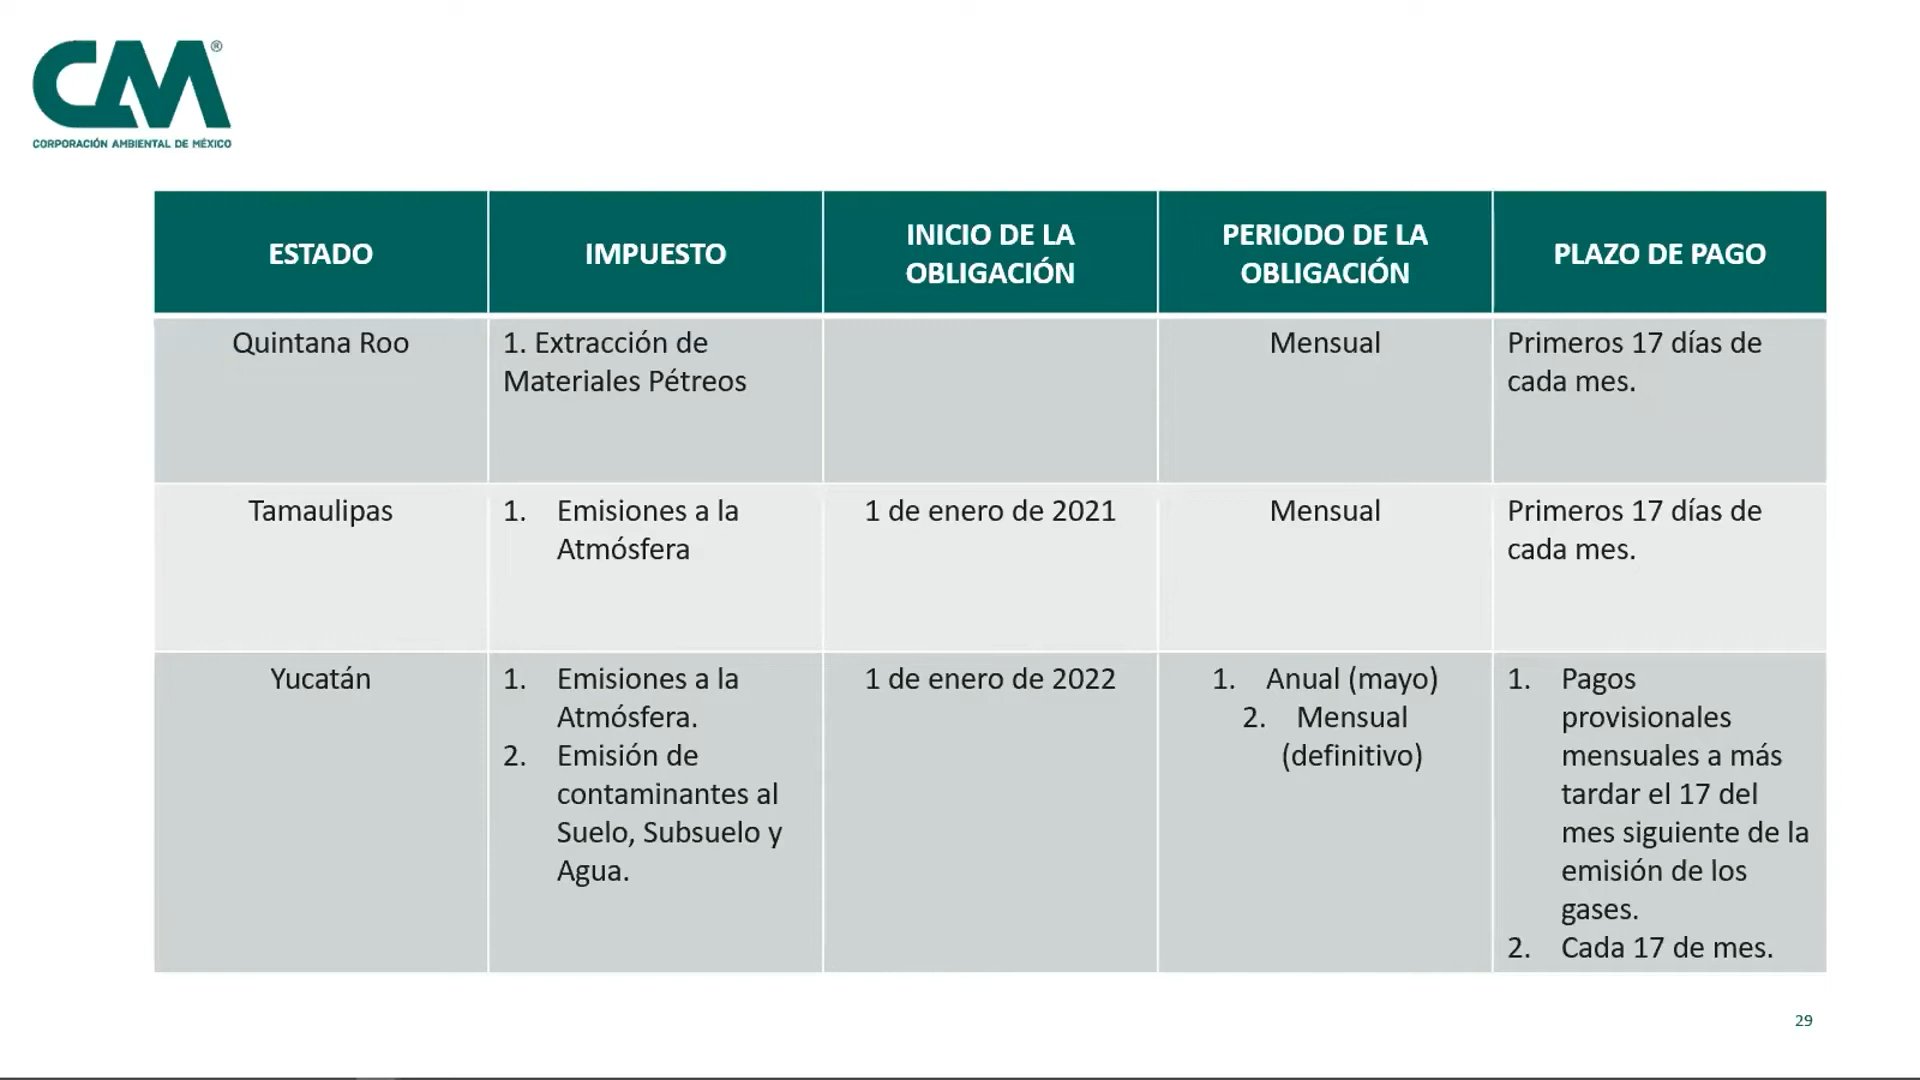 CM®
CORPORACIÓN AMBIENTAL DE MÉXICO
ESTADO
IMPUESTO
INICIO DE LA
OBLIGACIÓN
PERIODO DE LA
OBLIGACIÓN
PLAZO DE PAGO
Quintana Roo
1. Extracción de
Materiales Pétreos
Mensual
Primeros 17 días de
cada mes.
Tamaulipas
1. Emisiones a la
Atmósfera
1 de enero de 2021
Mensual
Primeros 17 días de
cada mes.
Yucatán
1. Emisiones a la
Atmósfera.
2. Emisión de
contaminantes al
Suelo, Subsuelo y
Agua.
1 de enero de 2022
1. Anual (mayo)
2. Mensual
(definitivo)
1. Pagos
provisionales
mensuales a más
tardar el 17 del
mes siguiente de la
emisión de los
gases.
2. Cada 17 de mes.
29